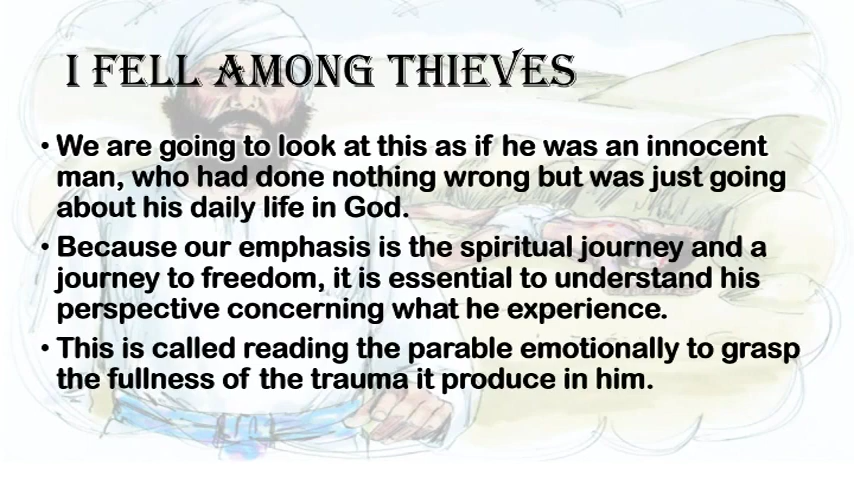 I FELL AMONG THIEVES
• We are going to look at this as if he was an innocent
man, who had done nothing wrong but was just going
about his daily life in God.
• Because our emphasis is the spiritual journey and a
journey to freedom, it is essential to understand his
perspective concerning what he experience.
• This is called reading the parable emotionally to grasp
the fullness of the trauma it produce in him.